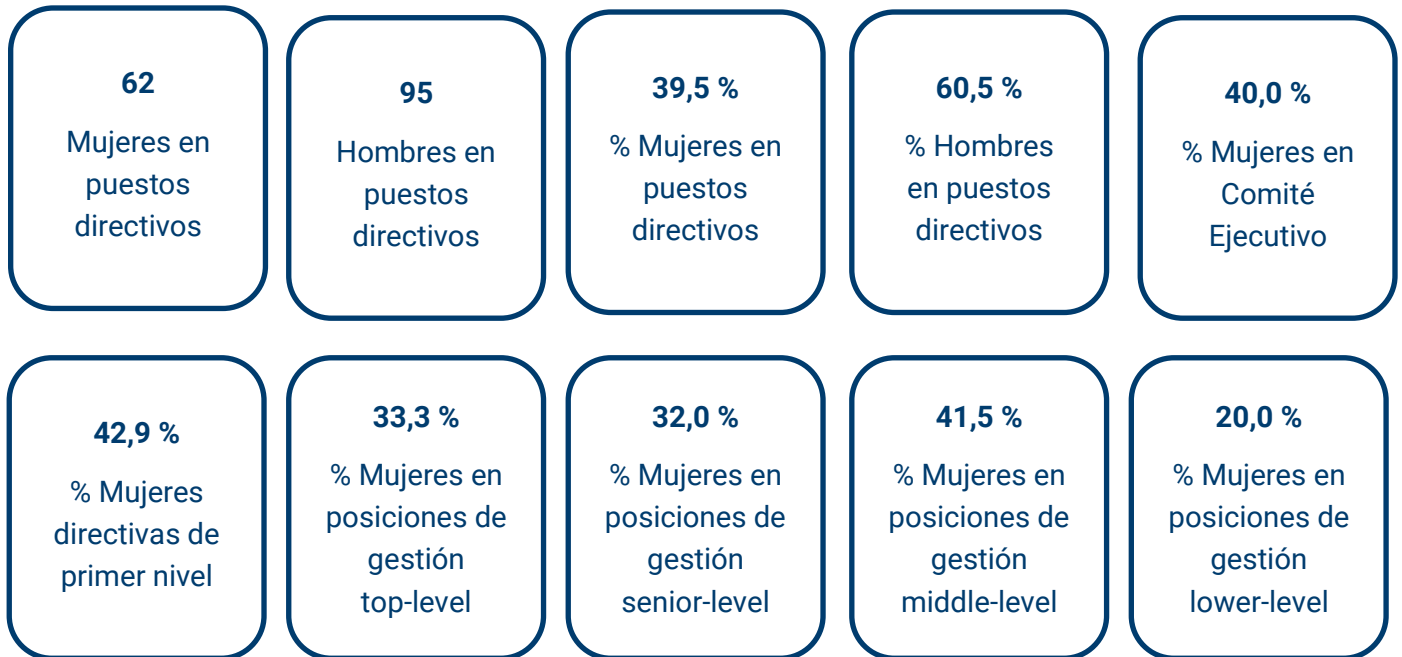 62
Mujeres en
puestos
directivos
95
Hombres en
puestos
directivos
39,5 %
% Mujeres en
puestos
directivos
60,5 %
% Hombres
en puestos
directivos
40,0 %
% Mujeres en
Comité
Ejecutivo
42,9 %
% Mujeres
directivas de
primer nivel
33,3 %
% Mujeres en
posiciones de
gestión
top-level
32,0 %
% Mujeres en
posiciones de
gestión
senior-level
41,5 %
% Mujeres en
posiciones de
gestión
middle-level
20,0 %
% Mujeres en
posiciones de
gestión
lower-level